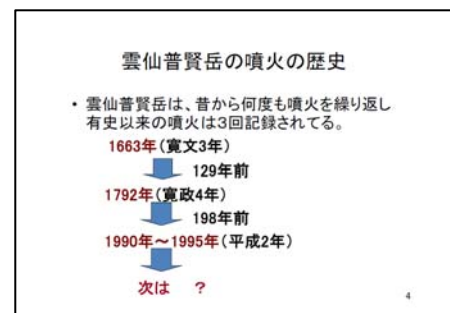 雲仙普賢岳の噴火の歴史
・ 雲仙普賢岳は、昔から何度も噴火を繰り返し
有史以来の噴火は3回記録されてる。
1663年(寛文3年)
129年前
1792年(寛政4年)
198年前
1990年～1995年(平成2年)
次は ？
4